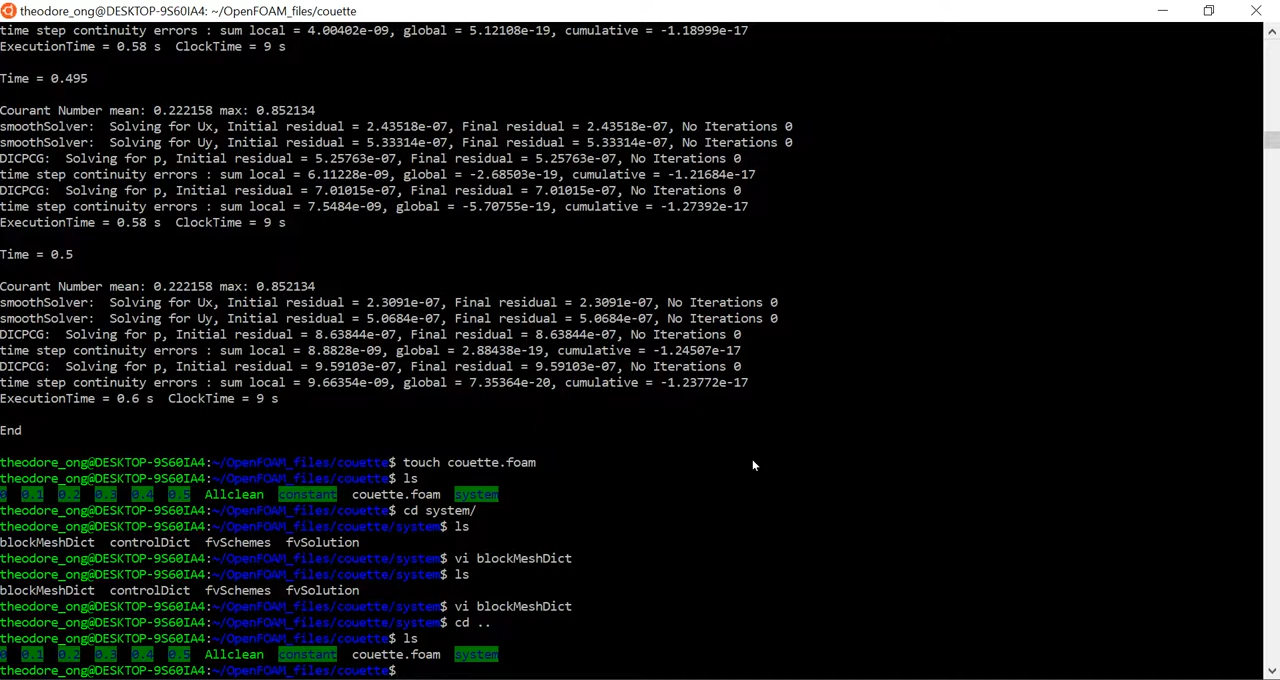 theodore_ong@DESKTOP-9S60IA4: ~/OpenFOAM_files/couette
time step continuity errors : sum local = 4.00402e-09, global = 5.12108e-19, cumulative = -1.18999e-17
ExecutionTime = 0.58 s  ClockTime = 9 s
Time = 0.495
Courant Number mean: 0.222158 max: 0.852134
smoothSolver:  Solving for Ux, Initial residual = 2.43518e-07, Final residual = 2.43518e-07, No Iterations 0
smoothSolver:  Solving for Uy, Initial residual = 5.33314e-07, Final residual = 5.33314e-07, No Iterations 0
DICPCG:  Solving for p, Initial residual = 5.25763e-07, Final residual = 5.25763e-07, No Iterations 0
time step continuity errors : sum local = 6.11228e-09, global = -2.68503e-19, cumulative = -1.21684e-17
DICPCG:  Solving for p, Initial residual = 7.01015e-07, Final residual = 7.01015e-07, No Iterations 0
time step continuity errors : sum local = 7.5484e-09, global = -5.70755e-19, cumulative = -1.27392e-17
ExecutionTime = 0.58 s  ClockTime = 9 s
Time = 0.5
Courant Number mean: 0.222158 max: 0.852134
smoothSolver:  Solving for Ux, Initial residual = 2.3091e-07, Final residual = 2.3091e-07, No Iterations 0
smoothSolver:  Solving for Uy, Initial residual = 5.0684e-07, Final residual = 5.0684e-07, No Iterations 0
DICPCG:  Solving for p, Initial residual = 8.63844e-07, Final residual = 8.63844e-07, No Iterations 0
time step continuity errors : sum local = 8.8828e-09, global = 2.88438e-19, cumulative = -1.24507e-17
DICPCG:  Solving for p, Initial residual = 9.59103e-07, Final residual = 9.59103e-07, No Iterations 0
time step continuity errors : sum local = 9.66354e-09, global = 7.35364e-20, cumulative = -1.23772e-17
ExecutionTime = 0.6 s  ClockTime = 9 s
End
theodore_ong@DESKTOP-9S60IA4:~/OpenFOAM_files/couette$ touch couette.foam
theodore_ong@DESKTOP-9S60IA4:~/OpenFOAM_files/couette$ ls
0  0.1  0.2  0.3  0.4  0.5  Allclean  constant  couette.foam  system
theodore_ong@DESKTOP-9S60IA4:~/OpenFOAM_files/couette$ cd system/
theodore_ong@DESKTOP-9S60IA4:~/OpenFOAM_files/couette/system$ ls
blockMeshDict  controlDict  fvSchemes  fvSolution
theodore_ong@DESKTOP-9S60IA4:~/OpenFOAM_files/couette/system$ vi blockMeshDict
theodore_ong@DESKTOP-9S60IA4:~/OpenFOAM_files/couette/system$ ls
blockMeshDict  controlDict  fvSchemes  fvSolution
theodore_ong@DESKTOP-9S60IA4:~/OpenFOAM_files/couette/system$ vi blockMeshDict
theodore_ong@DESKTOP-9S60IA4:~/OpenFOAM_files/couette/system$ cd ..
theodore_ong@DESKTOP-9S60IA4:~/OpenFOAM_files/couette$ ls
0  0.1  0.2  0.3  0.4  0.5  Allclean  constant  couette.foam  system
theodore_ong@DESKTOP-9S60IA4:~/OpenFOAM_files/couette$